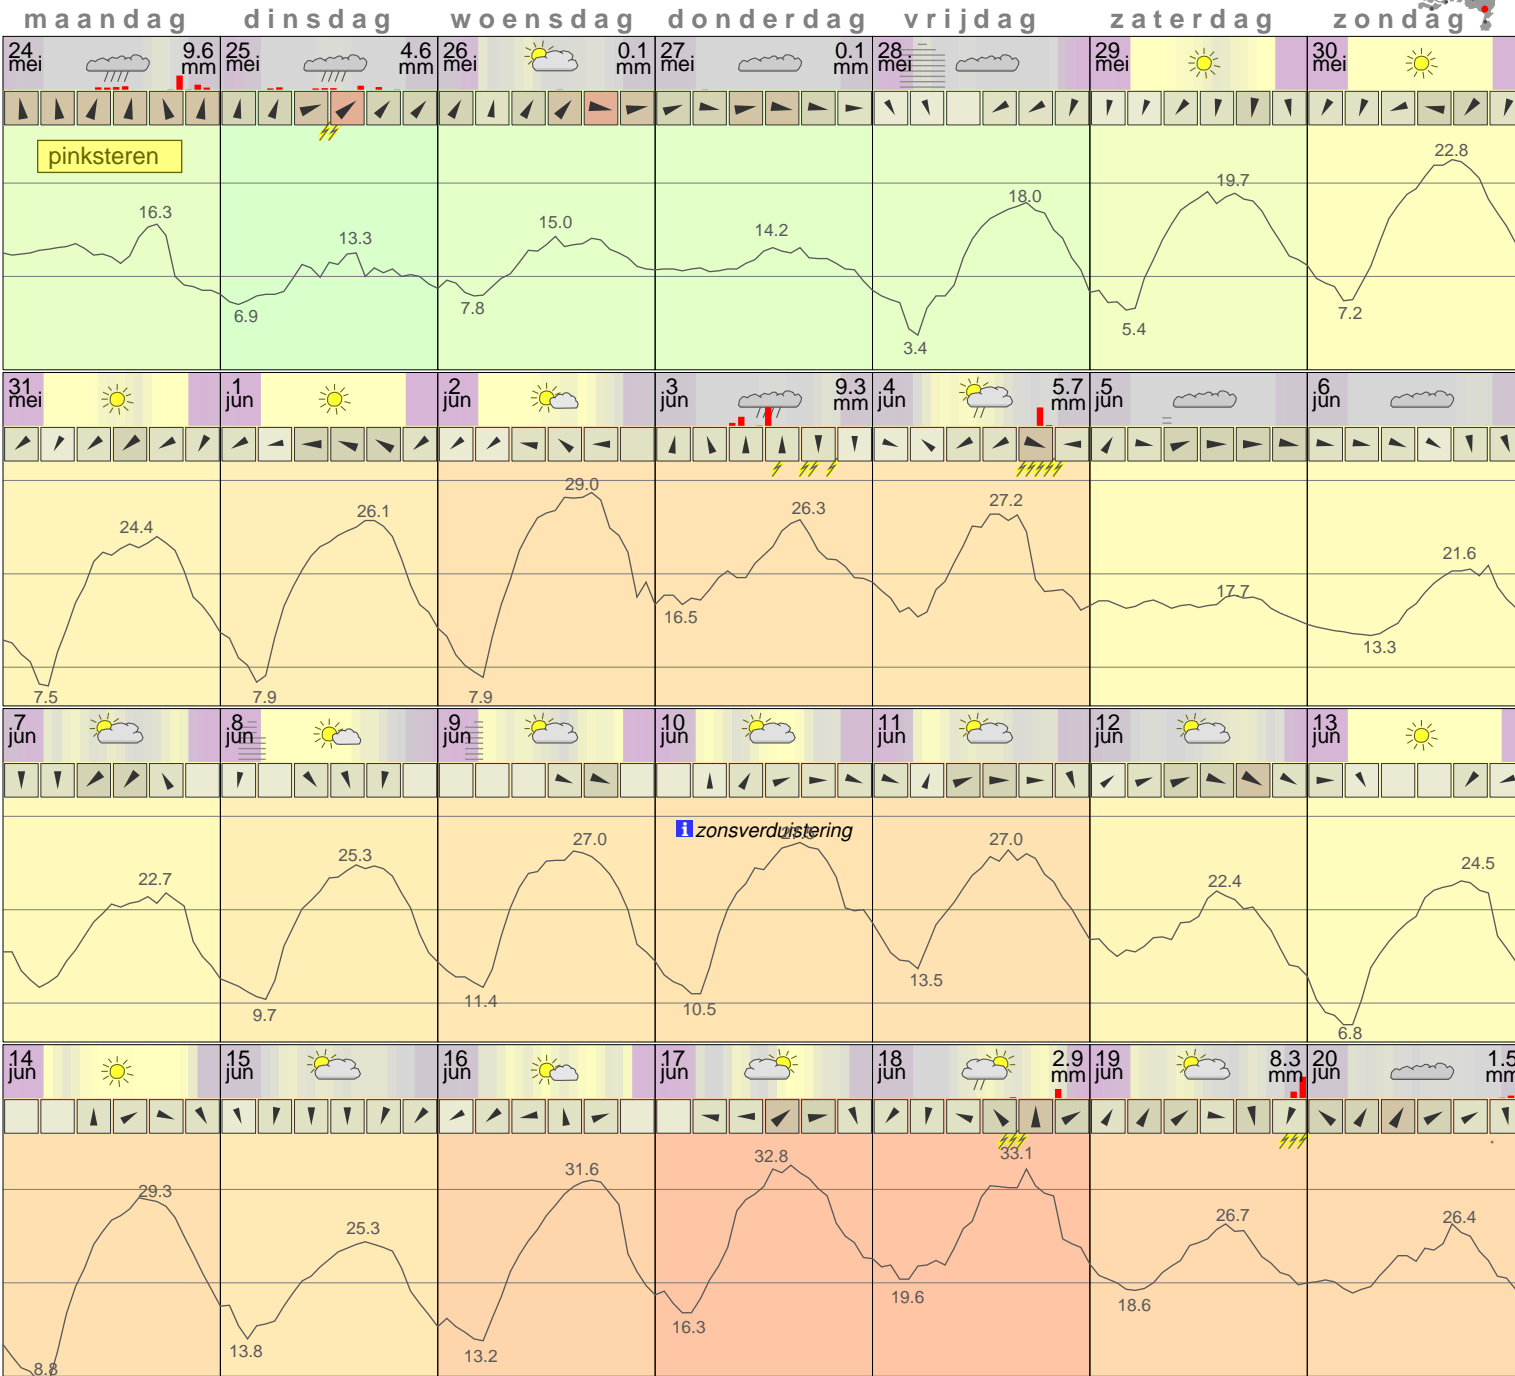 maandag dinsdag woensdag donderdag vrijdag zaterdag zondag
24 mei 9.6 mm 25 mei 4.6 mm 26 mei 0.1 mm 27 mei 0.1 mm 28 mei 29 mei 30 mei
pinksteren
16.3 6.9 13.3 7.8 15.0 14.2 3.4 18.0 5.4 19.7 7.2 22.8
31 mei 1 jun 2 jun 3 jun 9.3 mm 4 jun 5.7 mm 5 jun 6 jun
7.5 24.4 7.9 26.1 7.9 29.0 16.5 26.3 27.2 17.7 13.3 21.6
7 jun 8 jun 9 jun 10 jun 11 jun 12 jun 13 jun
i zonsverduistering
22.7 9.7 25.3 11.4 27.0 10.5 13.5 27.0 22.4 6.8 24.5
14 jun 15 jun 16 jun 17 jun 18 jun 2.9 mm 19 jun 8.3 mm 20 jun 1.5 mm
8.8 29.3 13.8 25.3 13.2 31.6 16.3 32.8 19.6 33.1 18.6 26.7 26.4